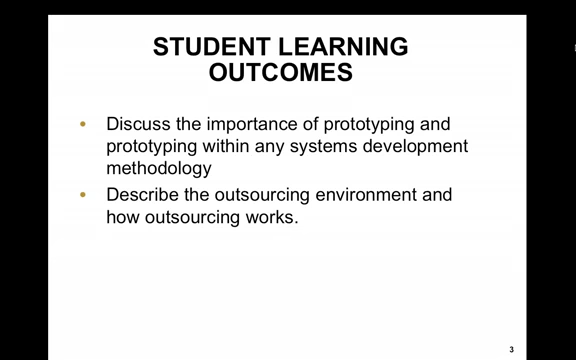 STUDENT LEARNING
OUTCOMES
• Discuss the importance of prototyping and
prototyping within any systems development
methodology
• Describe the outsourcing environment and
how outsourcing works.
3